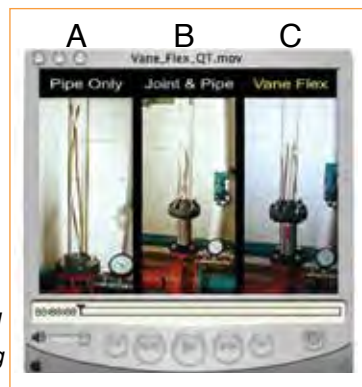 A B C
Vane_Flex_QT.mov
Pipe Only Joint & Pipe Vane Flex
00:00:00
g